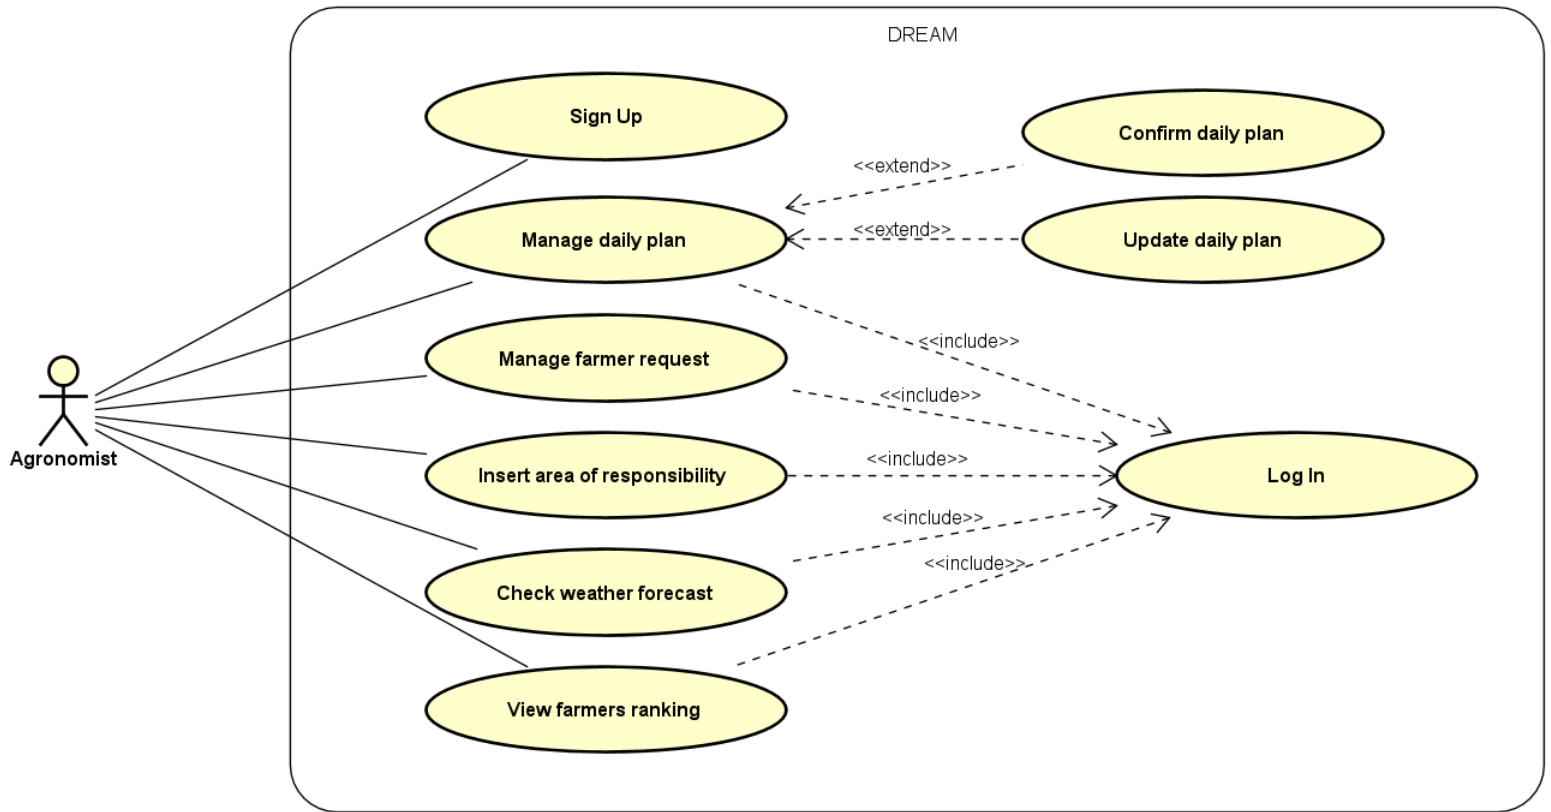 DREAM
Sign Up
Confirm daily plan
<<extend>>
Manage daily plan
<<extend>>
Update daily plan
<<include>>
Manage farmer request
<<include>>
Agronomist
<<include>>
Insert area of responsibility
Log In
<<include>>
<<include>>
Check weather forecast
View farmers ranking